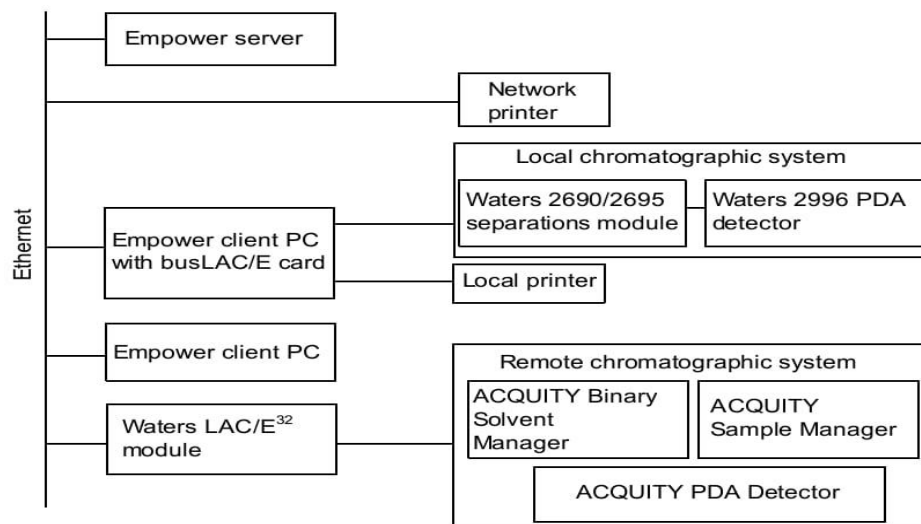 Ethernet
Empower server
Network
printer
Local chromatographic system
Waters 2690/2695
separations module
Waters 2996 PDA
detector
Empower client PC
with busLAC/E card
Local printer
Empower client PC
Remote chromatographic system
ACQUITY Binary
Solvent
Manager
ACQUITY
Sample Manager
Waters LAC/E³²
module
ACQUITY PDA Detector